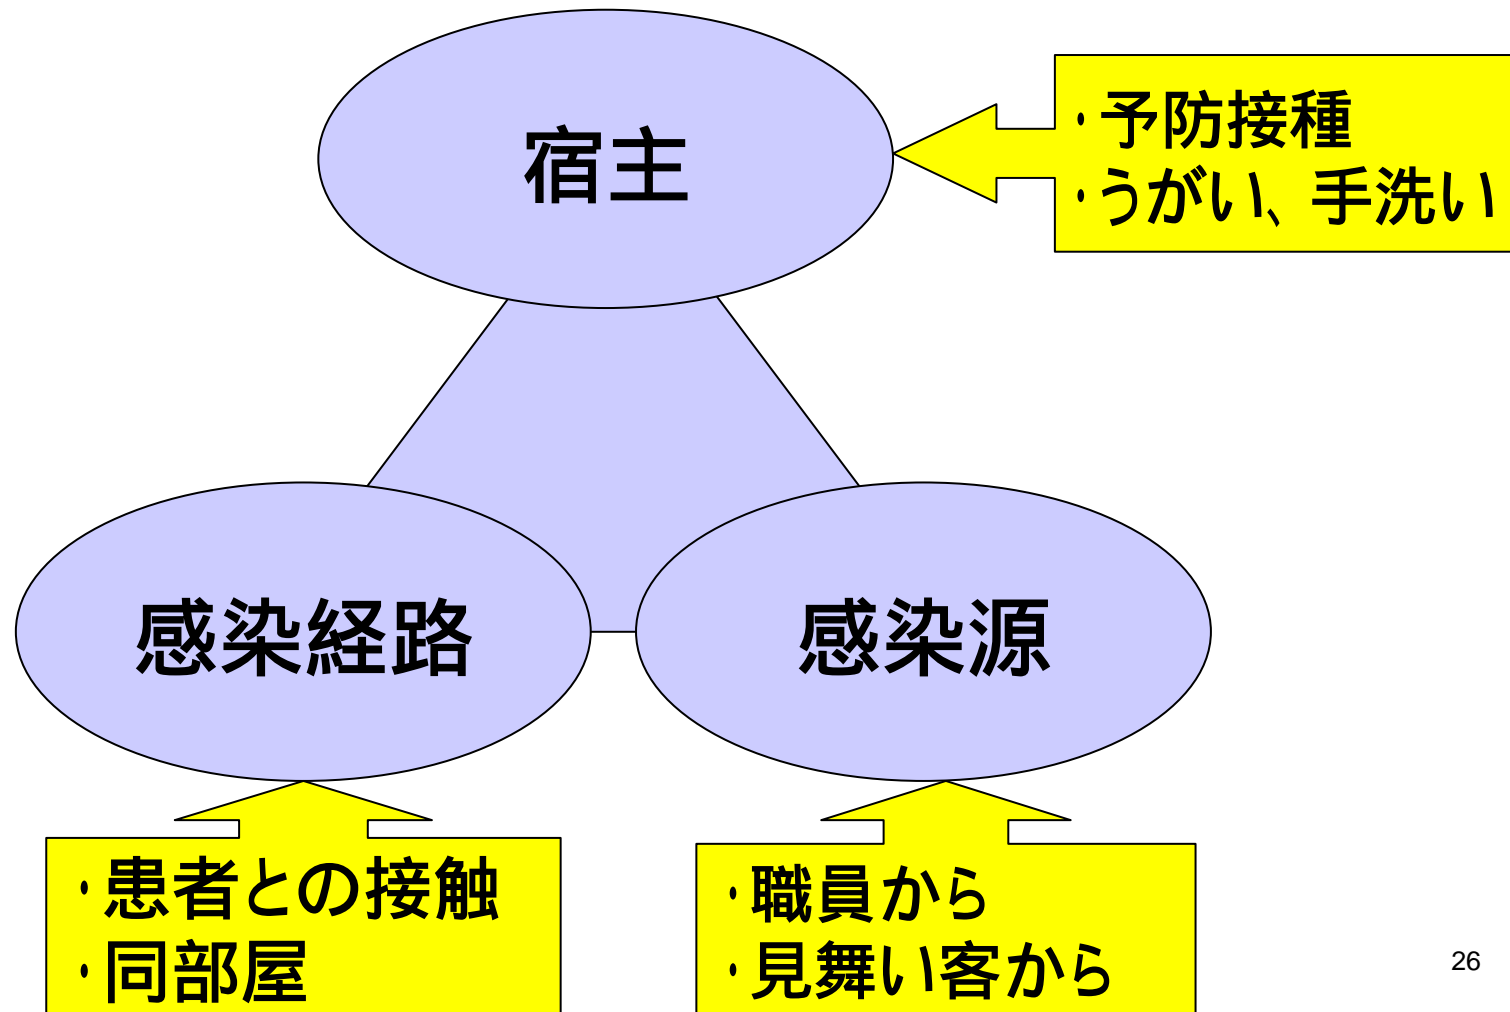 宿主
・予防接種
・うがい、手洗い
感染経路
感染源
・患者との接触
・同部屋
・職員から
・見舞い客から
26